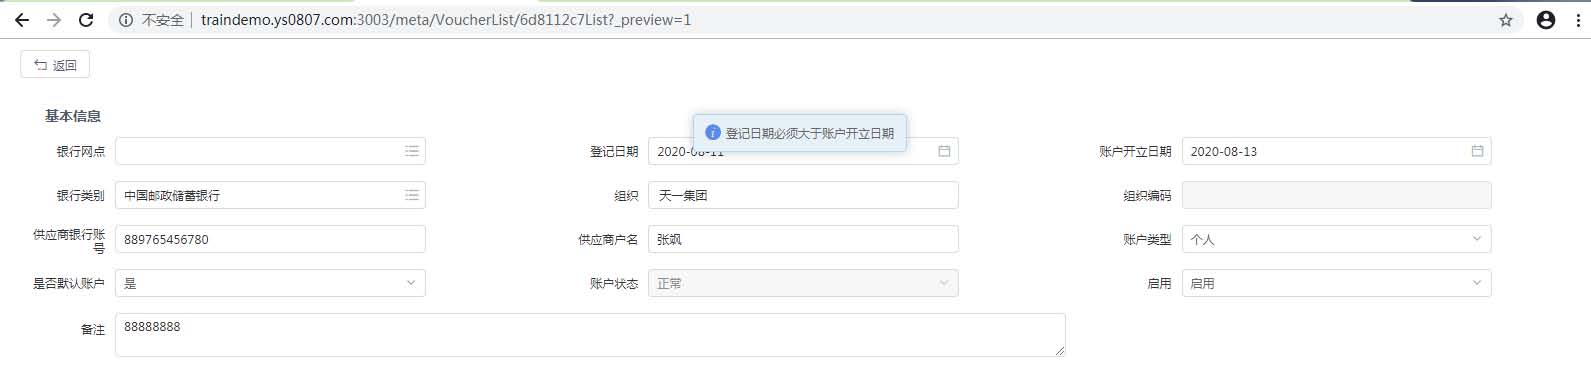 不安全 | traindemo.ys0807.com:3003/meta/VoucherList/6d8112c7List?_preview=1
返回
基本信息
登记日期必须大于账户开立日期
银行网点
登记日期 2020-08-11
账户开立日期 2020-08-13
银行类别 中国邮政储蓄银行
组织 天一集团
组织编码
供应商银行账
号 889765456780
供应商户名 张飒
账户类型 个人
是否默认账户 是
账户状态 正常
启用 启用
备注 88888888